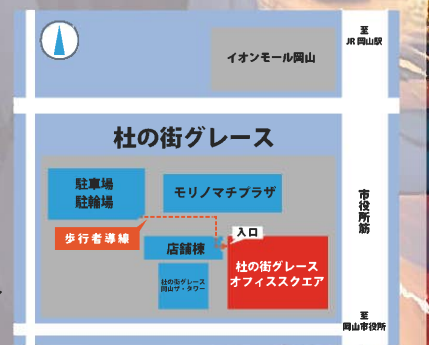 至
JR岡山駅
イオンモール岡山
杜の街グレース
駐車場
駐輪場
モリノマチプラザ
市役所筋
歩行者導線
入口
店舗棟
杜の街グレース
オフィススクエア
杜の街グレース
岡山ザ・タワー
至
岡山市役所